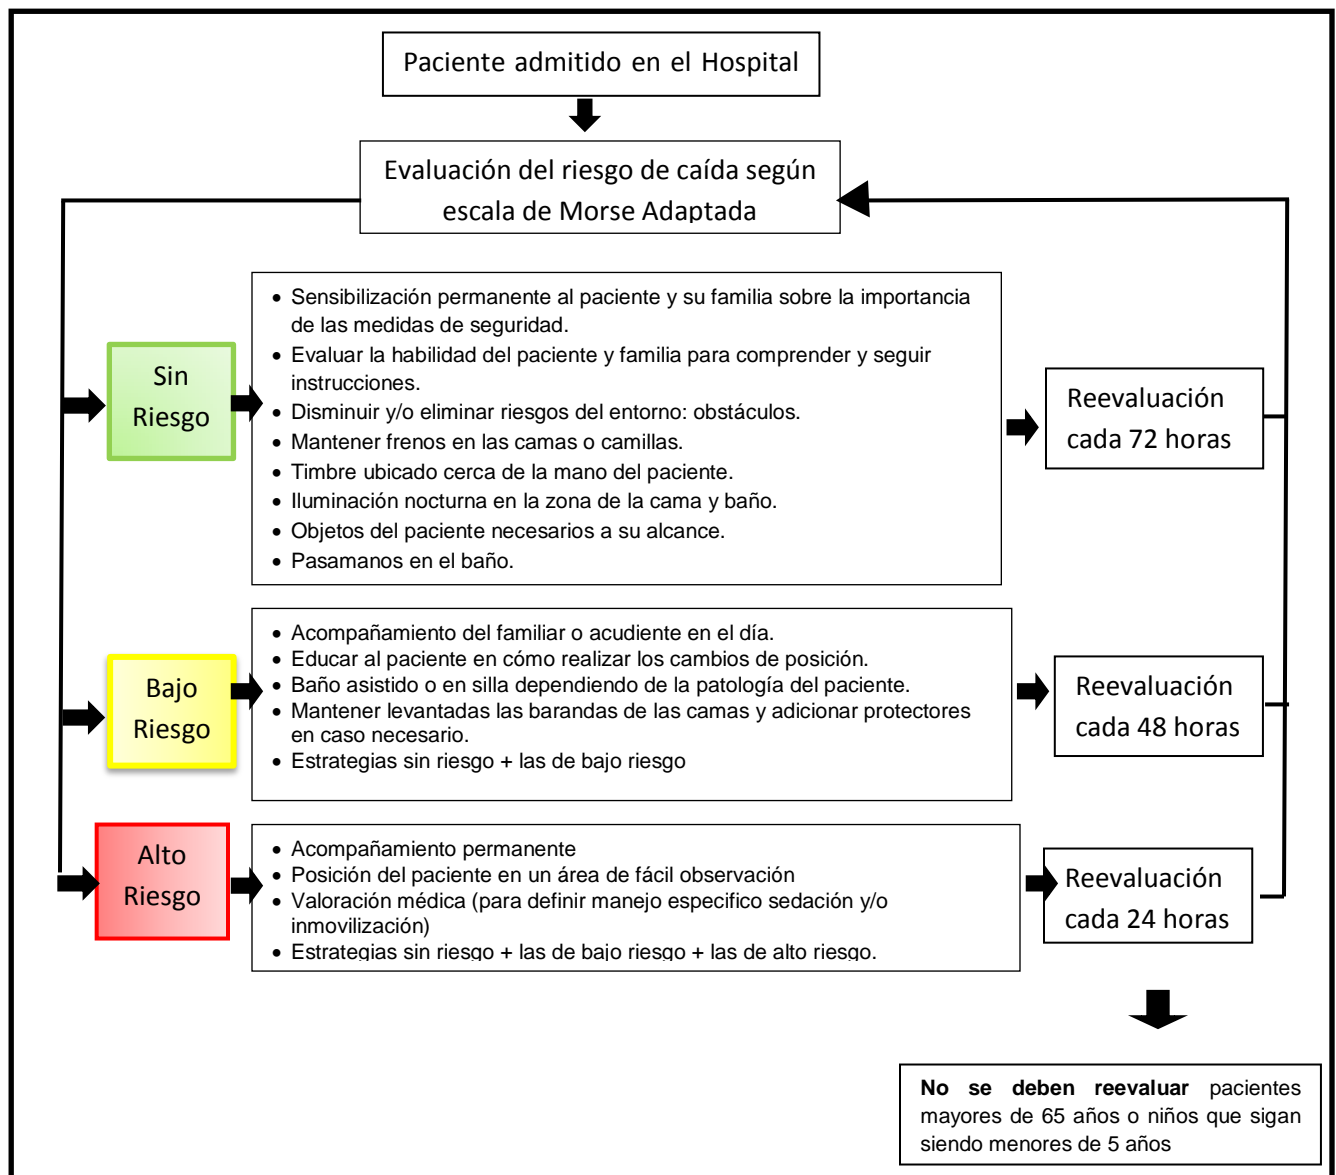 Paciente admitido en el Hospital
Evaluación del riesgo de caída según
escala de Morse Adaptada
Sin
Riesgo
• Sensibilización permanente al paciente y su familia sobre la importancia
de las medidas de seguridad.
• Evaluar la habilidad del paciente y familia para comprender y seguir
instrucciones.
• Disminuir y/o eliminar riesgos del entorno: obstáculos.
• Mantener frenos en las camas o camillas.
• Timbre ubicado cerca de la mano del paciente.
• Iluminación nocturna en la zona de la cama y baño.
• Objetos del paciente necesarios a su alcance.
• Pasamanos en el baño.
Reevaluación
cada 72 horas
Bajo
Riesgo
• Acompañamiento del familiar o acudiente en el día.
• Educar al paciente en cómo realizar los cambios de posición.
• Baño asistido o en silla dependiendo de la patología del paciente.
• Mantener levantadas las barandas de las camas y adicionar protectores
en caso necesario.
• Estrategias sin riesgo + las de bajo riesgo
Reevaluación
cada 48 horas
Alto
Riesgo
• Acompañamiento permanente
• Posición del paciente en un área de fácil observación
• Valoración médica (para definir manejo especifico sedación y/o
inmovilización)
• Estrategias sin riesgo + las de bajo riesgo + las de alto riesgo.
Reevaluación
cada 24 horas
No se deben reevaluar pacientes
mayores de 65 años o niños que sigan
siendo menores de 5 años